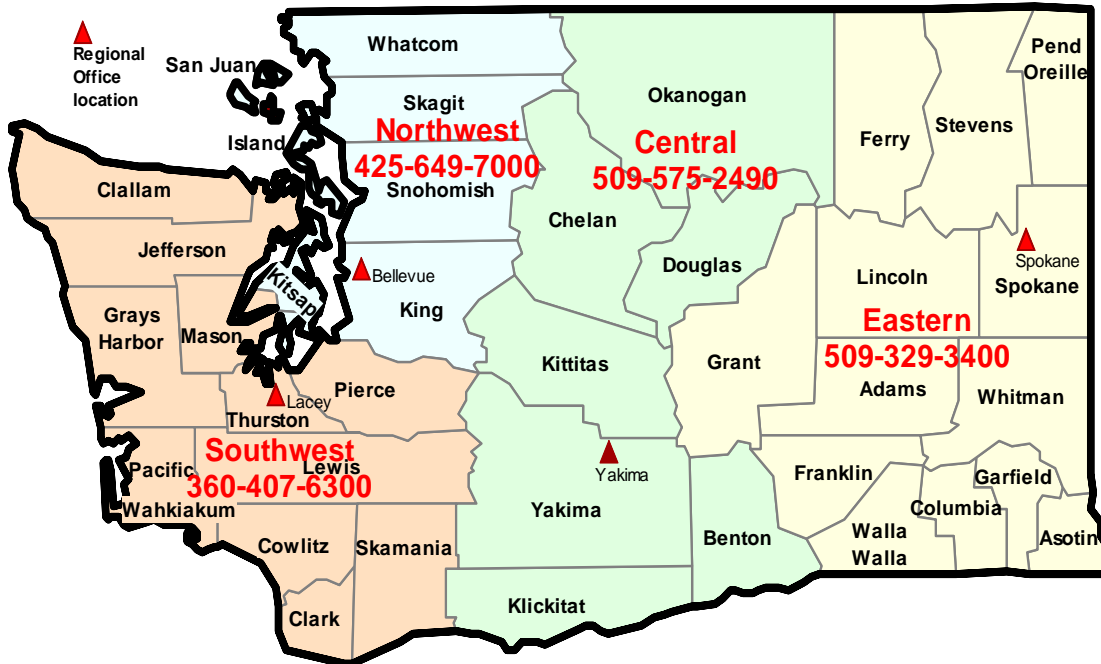 Regional
Office
location
San Juan
Whatcom
Skagit
Island
Northwest
425-649-7000
Snohomish
Bellevue
King
Kitsap
Okanogan
Central
509-575-2490
Chelan
Douglas
Kittitas
Yakima
Yakima
Benton
Klickitat
Pend
Oreille
Stevens
Ferry
Spokane
Spokane
Lincoln
Eastern
509-329-3400
Grant
Adams
Whitman
Franklin
Garfield
Columbia
Walla
Walla
Asotin
Clallam
Jefferson
Grays
Harbor
Mason
Pierce
Lacey
Thurston
Southwest
360-407-6300
Lewis
Pacific
Wahkiakum
Cowlitz
Skamania
Clark